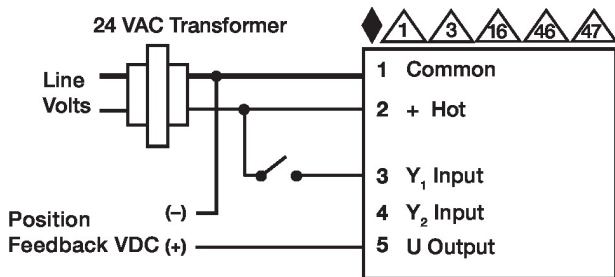 24 VAC Transformer
1 3 16 46 47
Line
Volts
1 Common
2 + Hot
3 Y₁ Input
4 Y₂ Input
5 U Output
Position
Feedback VDC
(–)
(+)